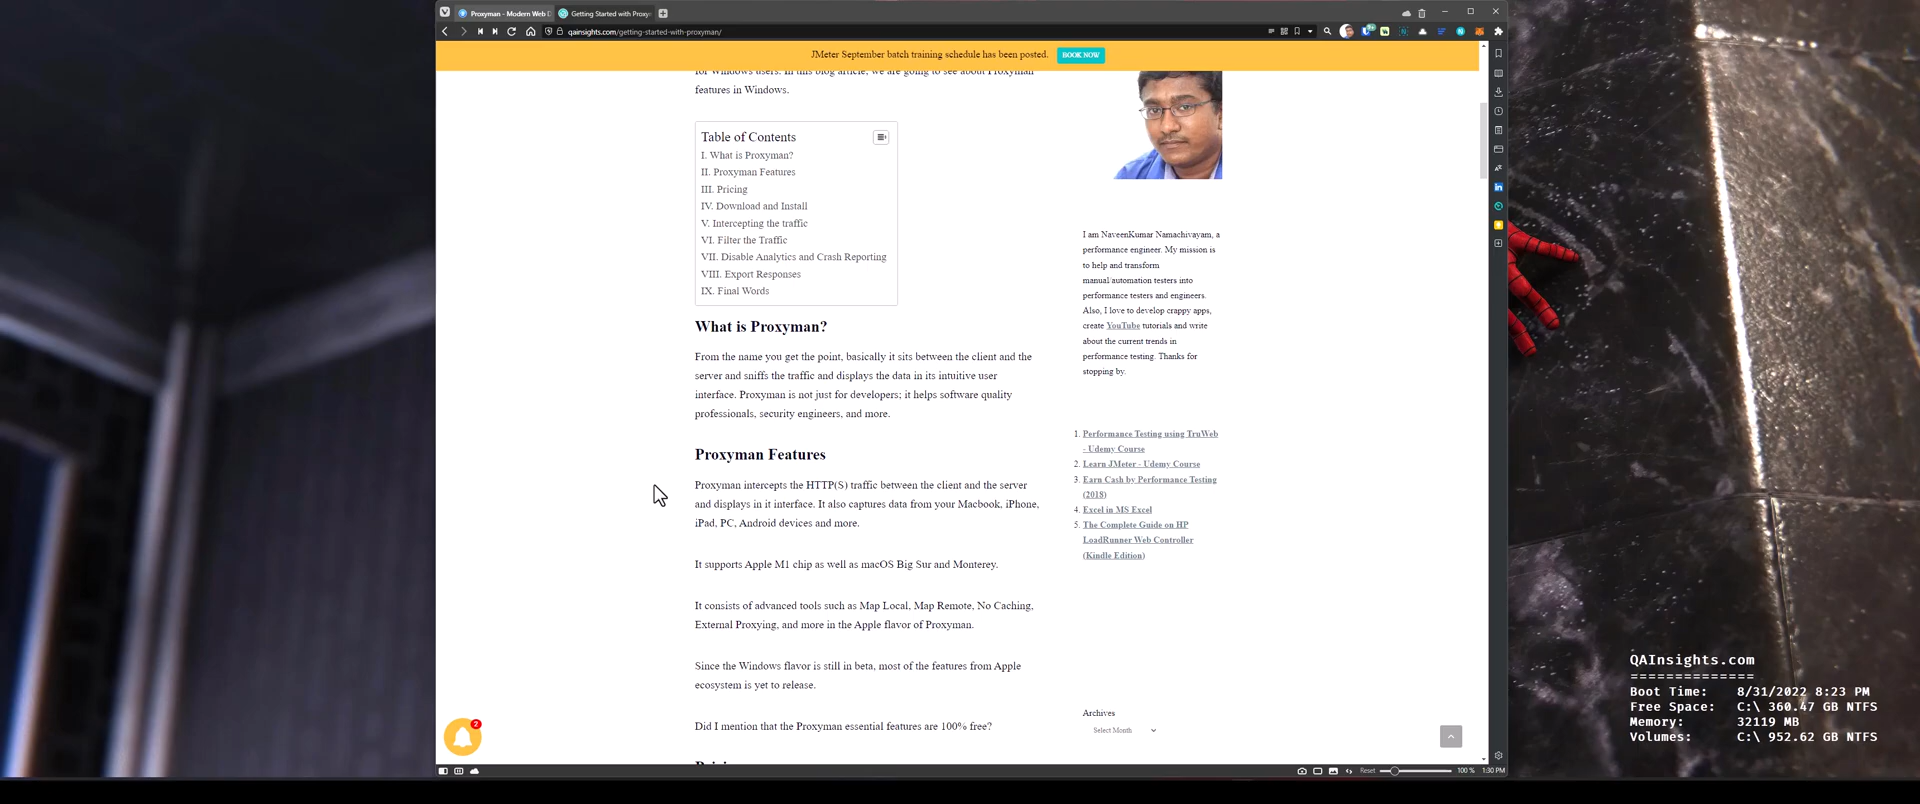 Proxyman - Modern Web D
Getting Started with Proxy
qainsights.com/getting-started-with-proxyman/
JMeter September batch training schedule has been posted. BOOK NOW
for Windows users. In this blog article, we are going to see about Proxyman
features in Windows.
Table of Contents
I. What is Proxyman?
II. Proxyman Features
III. Pricing
IV. Download and Install
V. Intercepting the traffic
VI. Filter the Traffic
VII. Disable Analytics and Crash Reporting
VIII. Export Responses
IX. Final Words
What is Proxyman?
From the name you get the point, basically it sits between the client and the
server and sniffs the traffic and displays the data in its intuitive user
interface. Proxyman is not just for developers; it helps software quality
professionals, security engineers, and more.
Proxyman Features
Proxyman intercepts the HTTP(S) traffic between the client and the server
and displays in it interface. It also captures data from your Macbook, iPhone,
iPad, PC, Android devices and more.
It supports Apple M1 chip as well as macOS Big Sur and Monterey.
It consists of advanced tools such as Map Local, Map Remote, No Caching,
External Proxying, and more in the Apple flavor of Proxyman.
Since the Windows flavor is still in beta, most of the features from Apple
ecosystem is yet to release.
Did I mention that the Proxyman essential features are 100% free?
I am NaveenKumar Namachivayam, a
performance engineer. My mission is
to help and transform
manual/automation testers into
performance testers and engineers.
Also, I love to develop crappy apps,
create YouTube tutorials and write
about the current trends in
performance testing. Thanks for
stopping by.
1. Performance Testing using TruWeb
- Udemy Course
2. Learn JMeter - Udemy Course
3. Earn Cash by Performance Testing
(2018)
4. Excel in MS Excel
5. The Complete Guide on HP
LoadRunner Web Controller
(Kindle Edition)
Archives
Select Month
2
Reset 100 % 1:30 PM
QAInsights.com
==============
Boot Time: 8/31/2022 8:23 PM
Free Space: C:\ 360.47 GB NTFS
Memory: 32119 MB
Volumes: C:\ 952.62 GB NTFS